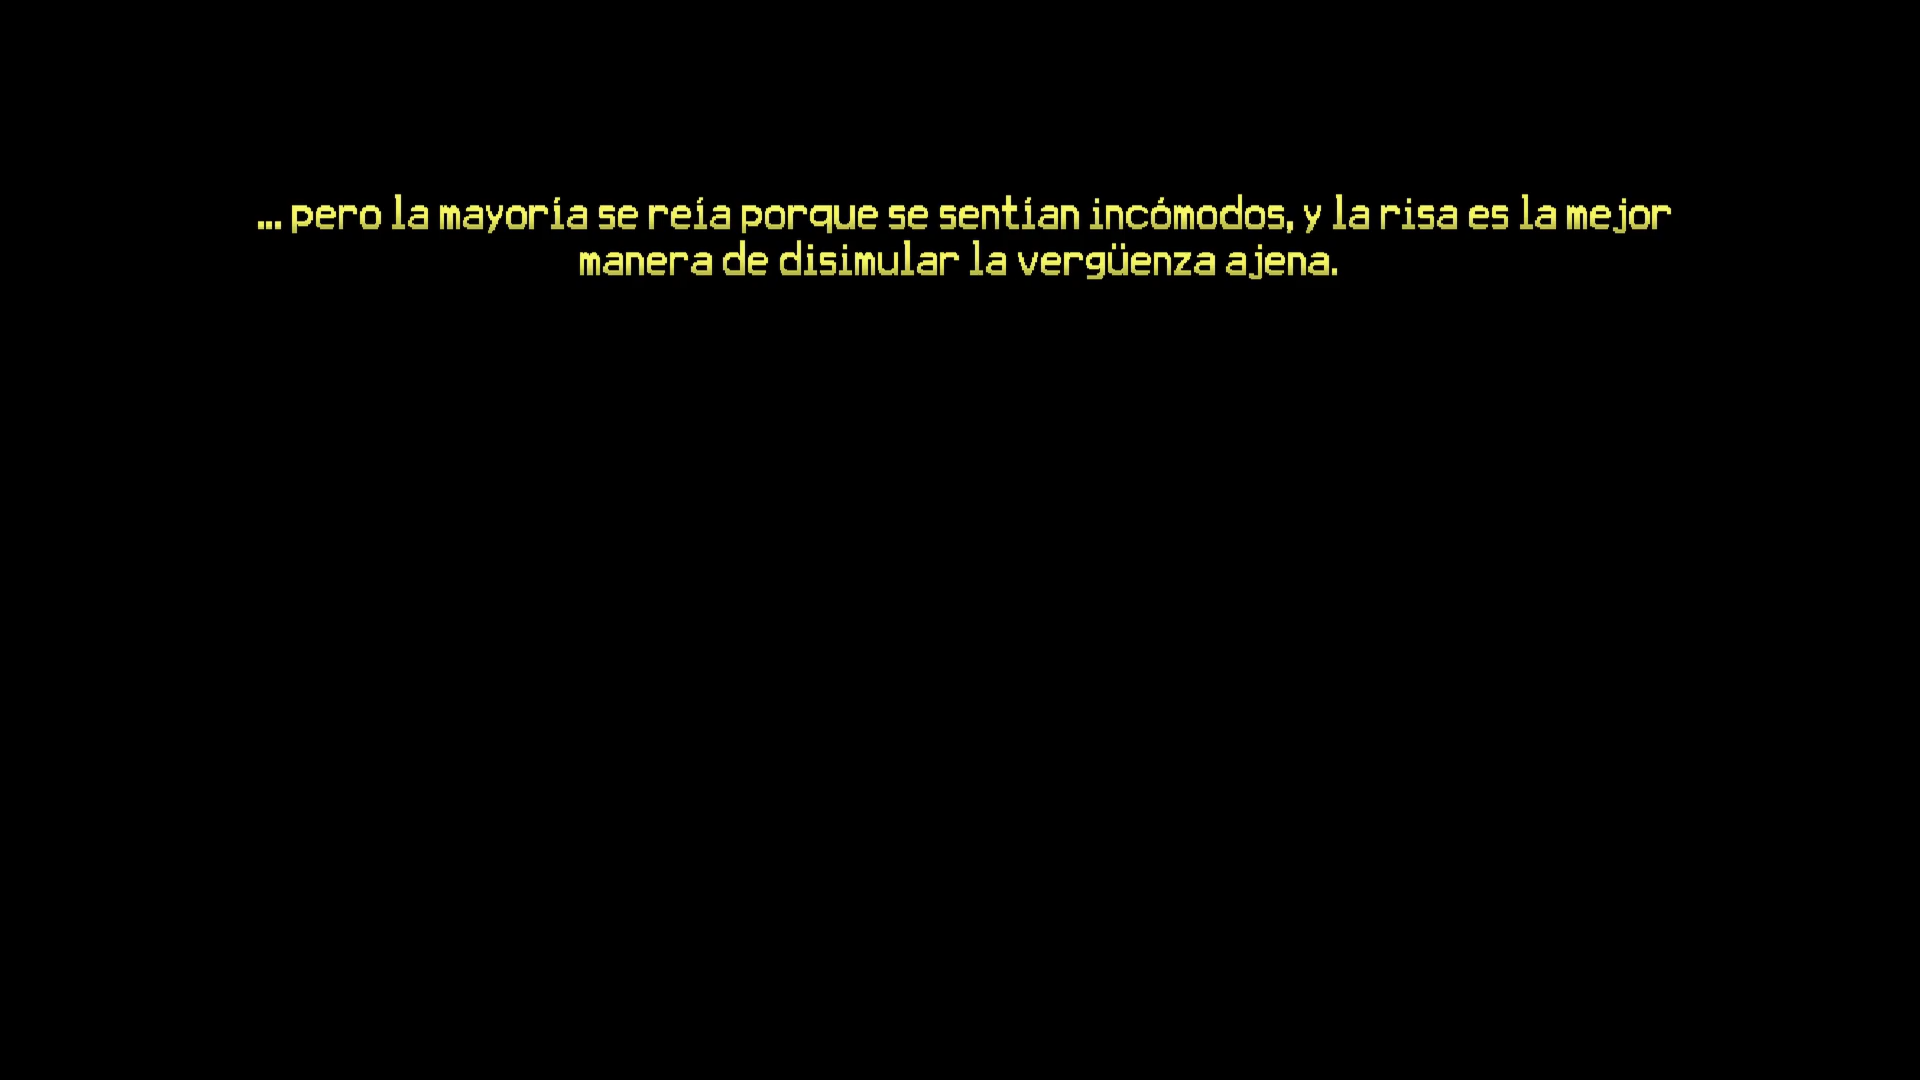 ... pero la mayoría se reía porque se sentían incómodos, y la risa es la mejor
manera de disimular la vergüenza ajena.